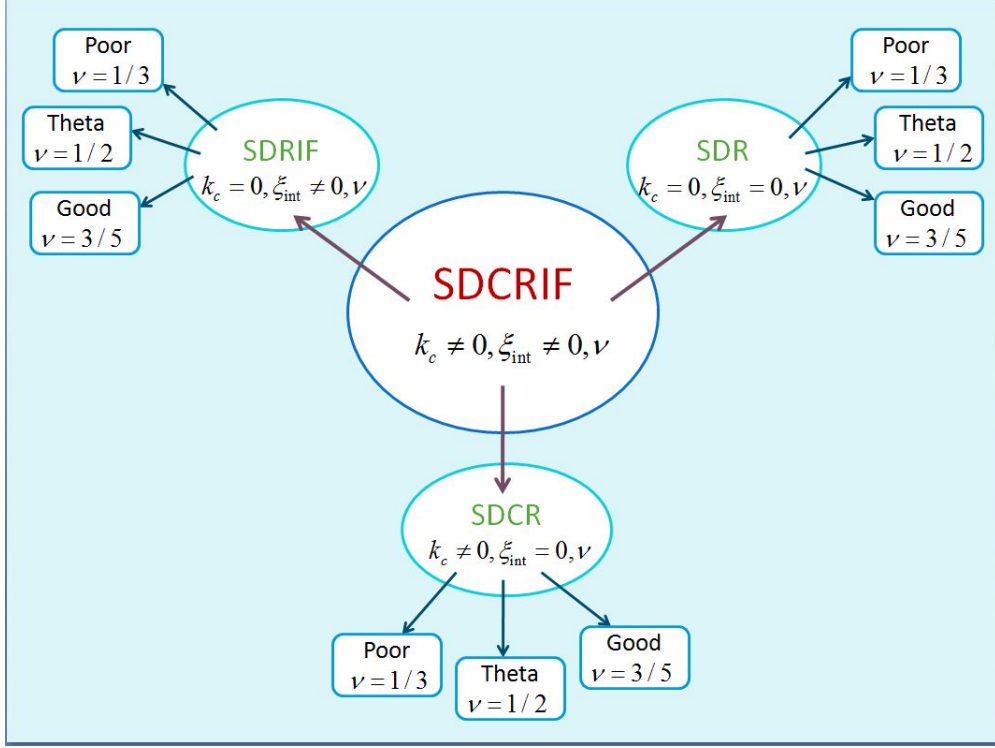 Poor
ν = 1/3
Theta
ν = 1/2
Good
ν = 3/5
SDRIF
k_c = 0, ξ_int ≠ 0, ν
SDR
k_c = 0, ξ_int = 0, ν
Poor
ν = 1/3
Theta
ν = 1/2
Good
ν = 3/5
SDCRIF
k_c ≠ 0, ξ_int ≠ 0, ν
SDCR
k_c ≠ 0, ξ_int = 0, ν
Poor
ν = 1/3
Theta
ν = 1/2
Good
ν = 3/5